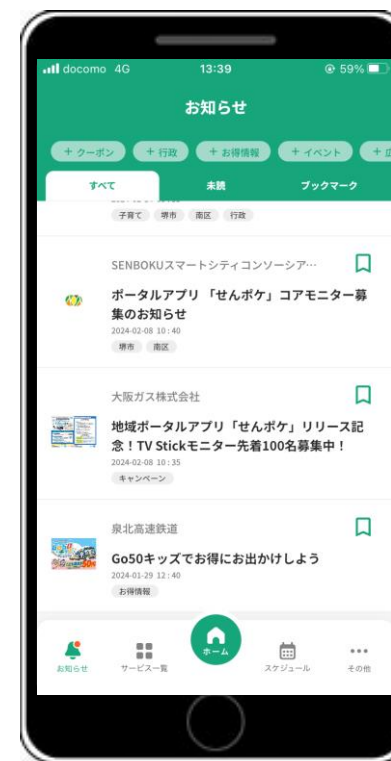 docomo 4G 13:39 59%
お知らせ
+ クーポン + 行政 + お得情報 + イベント +
すべて 未読 ブックマーク
子育て 堺市 南区 行政
SENBOKUスマートシティコンソーシア…
ポータルアプリ「せんポケ」コアモニター募
集のお知らせ
2024-02-08 10:40
堺市 南区
大阪ガス株式会社
地域ポータルアプリ「せんポケ」リリース記
念！TV Stickモニター先着100名募集中！
2024-02-08 10:35
キャンペーン
泉北高速鉄道
Go50キッズでお得にお出かけしよう
2024-01-29 12:40
お得情報
お知らせ サービス一覧 ホーム スケジュール その他